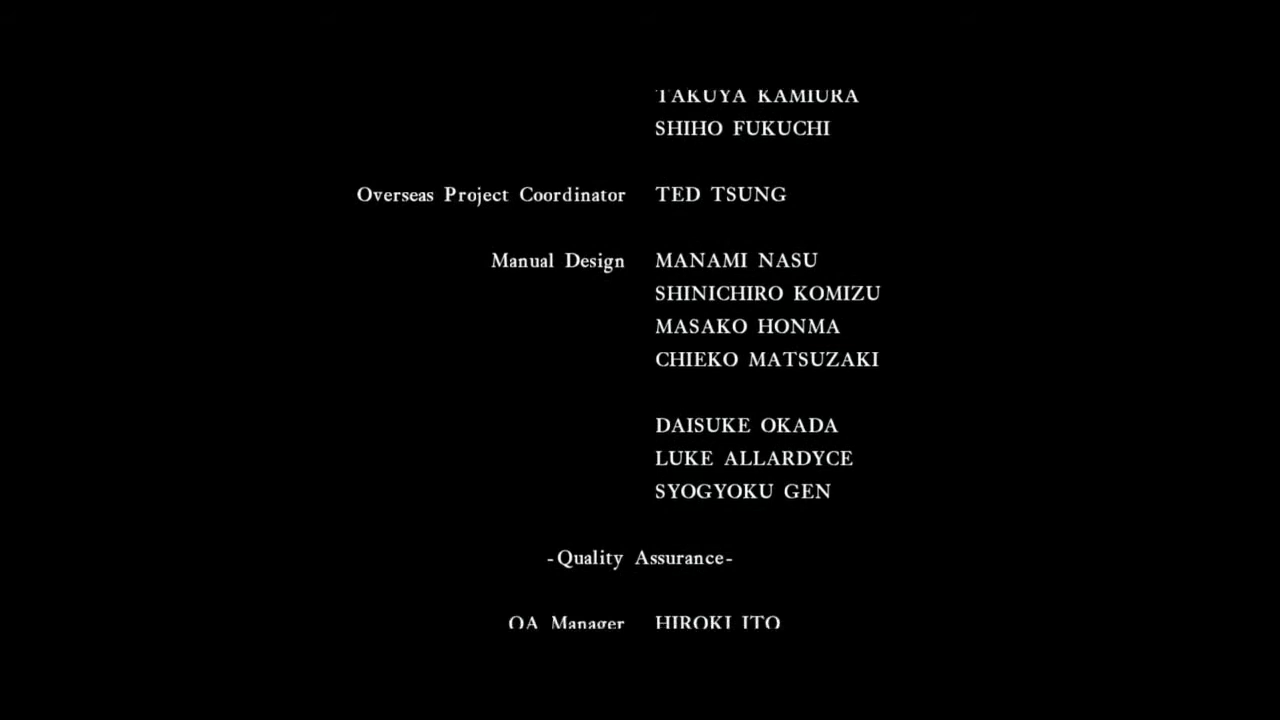 TAKUYA KAMIURA
SHIHO FUKUCHI
Overseas Project Coordinator TED TSUNG
Manual Design MANAMI NASU
SHINICHIRO KOMIZU
MASAKO HONMA
CHIEKO MATSUZAKI
DAISUKE OKADA
LUKE ALLARDYCE
SYOGYOKU GEN
-Quality Assurance-
QA Manager HIROKI ITO